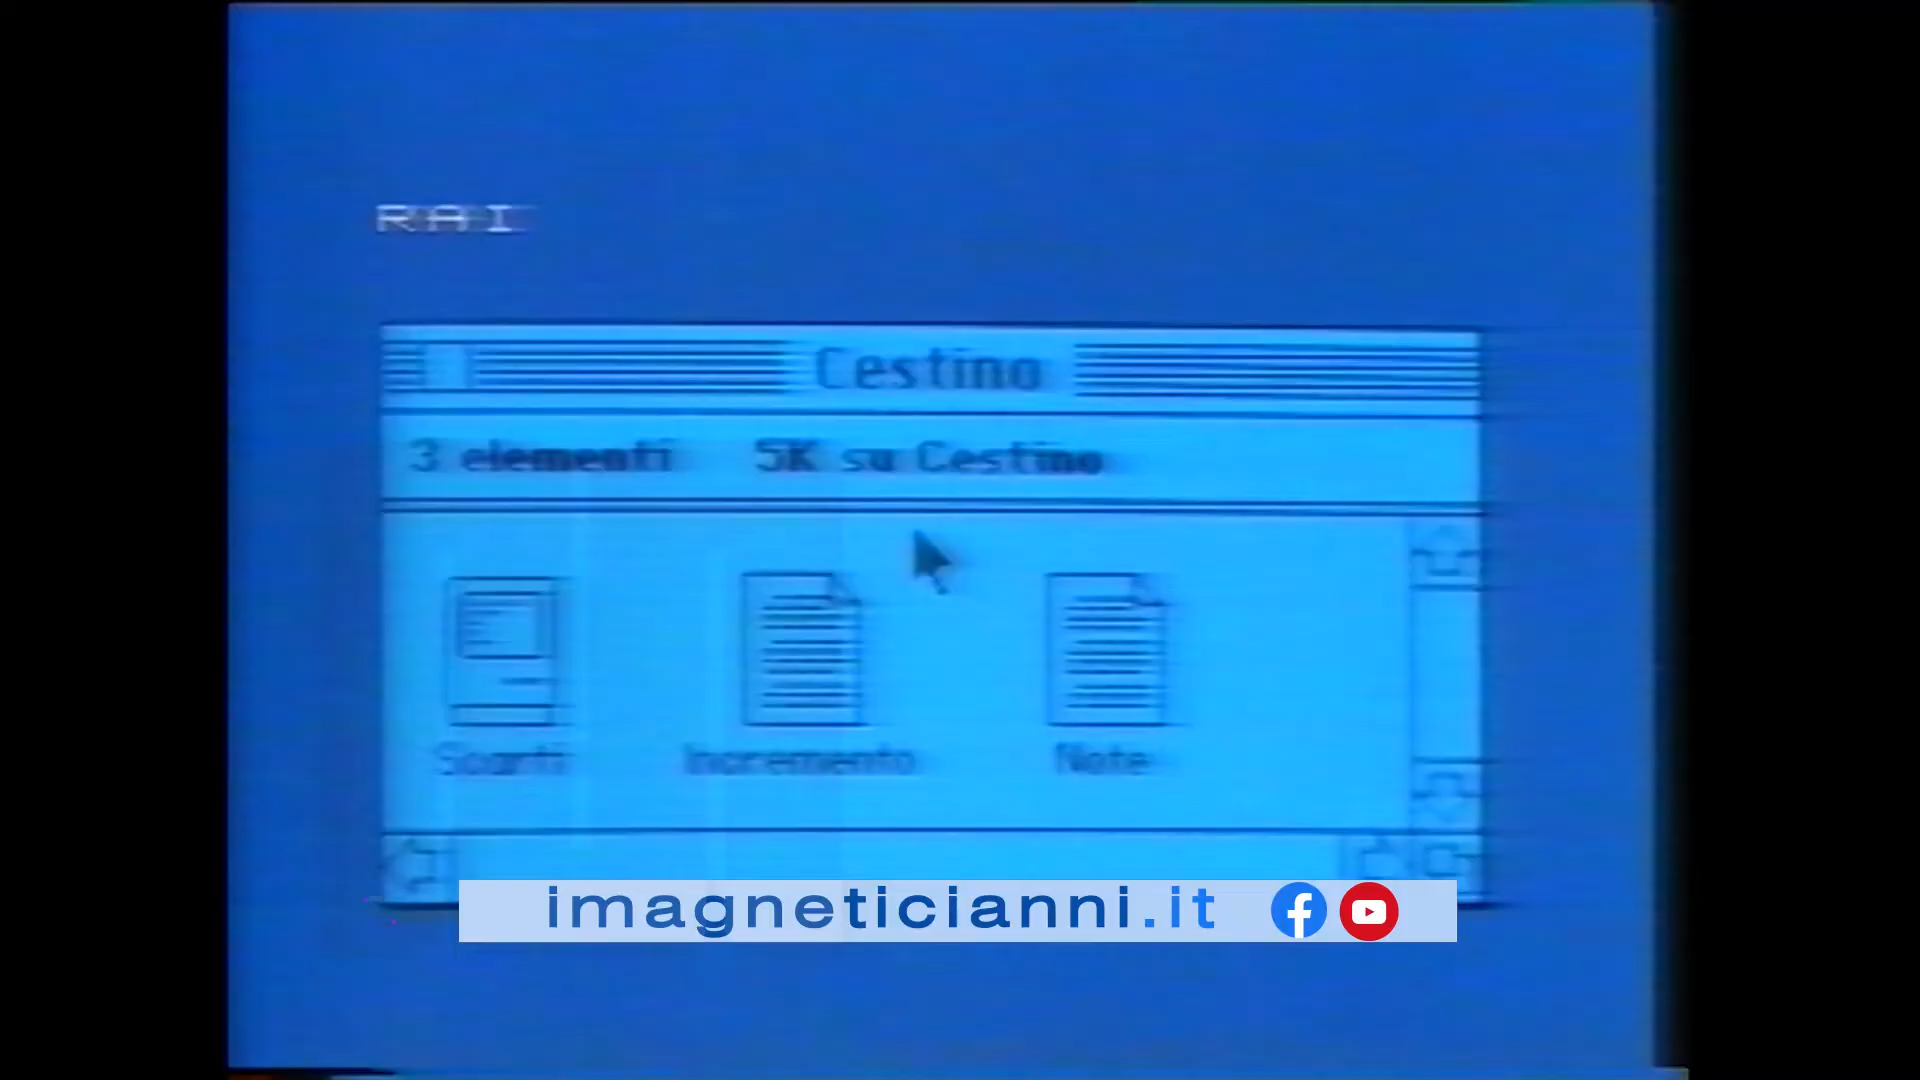 RAI
Cestino
3 elementi 5K su Cestino
Scarti Incremento Note
imagneticianni.it